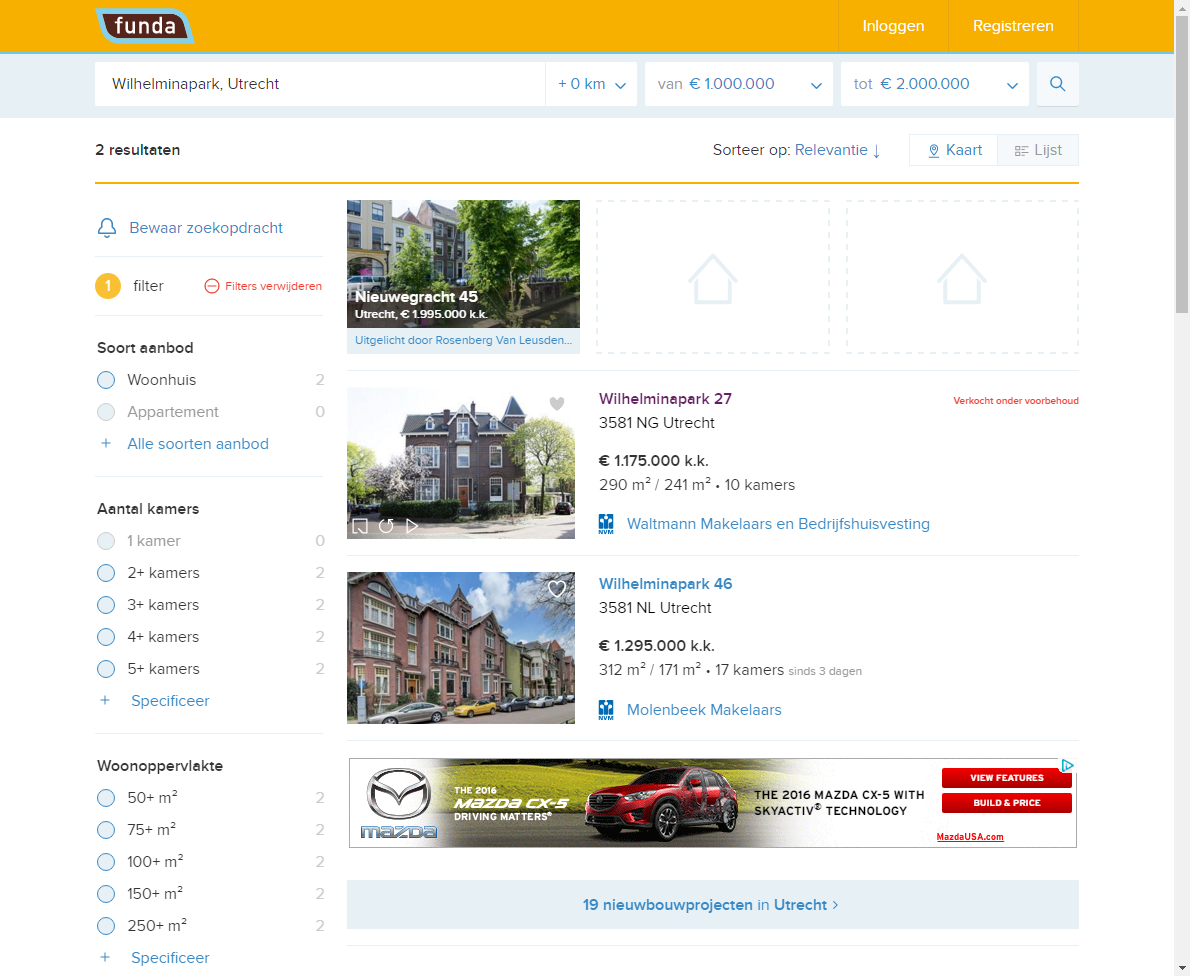 funda
Inloggen
Registreren
Wilhelminapark, Utrecht
+ 0 km
van € 1.000.000
tot € 2.000.000
2 resultaten
Sorteer op: Relevantie ↓
Kaart
Lijst
Bewaar zoekopdracht
1 filter
Filters verwijderen
Soort aanbod
Woonhuis 2
Appartement 0
+ Alle soorten aanbod
Aantal kamers
1 kamer 0
2+ kamers 2
3+ kamers 2
4+ kamers 2
5+ kamers 2
+ Specificeer
Woonoppervlakte
50+ m² 2
75+ m² 2
100+ m² 2
150+ m² 2
250+ m² 2
+ Specificeer
Nieuwegracht 45
Utrecht, € 1.995.000 k.k.
Uitgelicht door Rosenberg Van Leusden...
Wilhelminapark 27
Verkocht onder voorbehoud
3581 NG Utrecht
€ 1.175.000 k.k.
290 m² / 241 m² • 10 kamers
NVM
Waltmann Makelaars en Bedrijfshuisvesting
Wilhelminapark 46
3581 NL Utrecht
€ 1.295.000 k.k.
312 m² / 171 m² • 17 kamers sinds 3 dagen
NVM
Molenbeek Makelaars
mazda
THE 2016
MAZDA CX-5
DRIVING MATTERS®
THE 2016 MAZDA CX-5 WITH
SKYACTIV® TECHNOLOGY
VIEW FEATURES
BUILD & PRICE
MazdaUSA.com
19 nieuwbouwprojecten in Utrecht ›